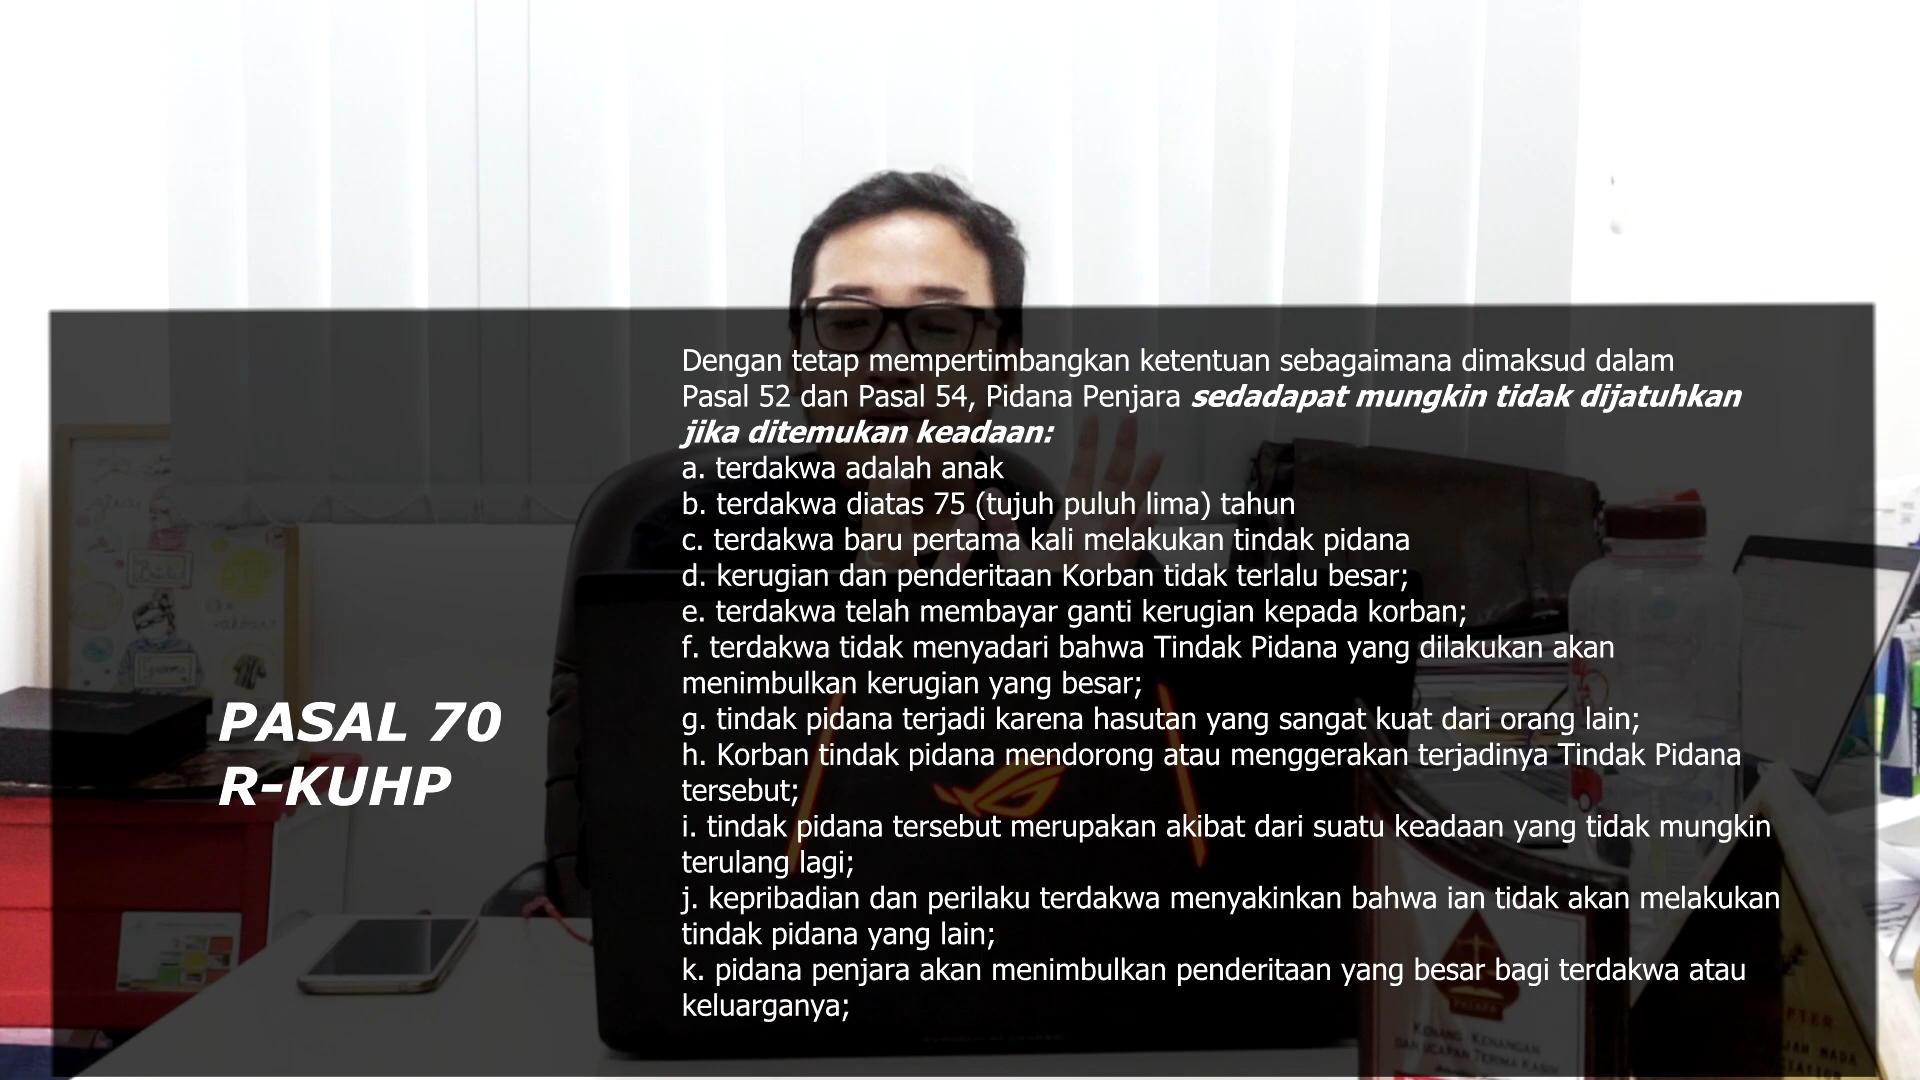 Dengan tetap mempertimbangkan ketentuan sebagaimana dimaksud dalam
Pasal 52 dan Pasal 54, Pidana Penjara sedadapat mungkin tidak dijatuhkan
jika ditemukan keadaan:
a. terdakwa adalah anak
b. terdakwa diatas 75 (tujuh puluh lima) tahun
c. terdakwa baru pertama kali melakukan tindak pidana
d. kerugian dan penderitaan Korban tidak terlalu besar;
e. terdakwa telah membayar ganti kerugian kepada korban;
f. terdakwa tidak menyadari bahwa Tindak Pidana yang dilakukan akan
menimbulkan kerugian yang besar;
g. tindak pidana terjadi karena hasutan yang sangat kuat dari orang lain;
h. Korban tindak pidana mendorong atau menggerakan terjadinya Tindak Pidana
tersebut;
i. tindak pidana tersebut merupakan akibat dari suatu keadaan yang tidak mungkin
terulang lagi;
j. kepribadian dan perilaku terdakwa menyakinkan bahwa ian tidak akan melakukan
tindak pidana yang lain;
k. pidana penjara akan menimbulkan penderitaan yang besar bagi terdakwa atau
keluarganya;
PASAL 70
R-KUHP
KENANG-KENANGAN
DAN UCAPAN TERIMA KASIH